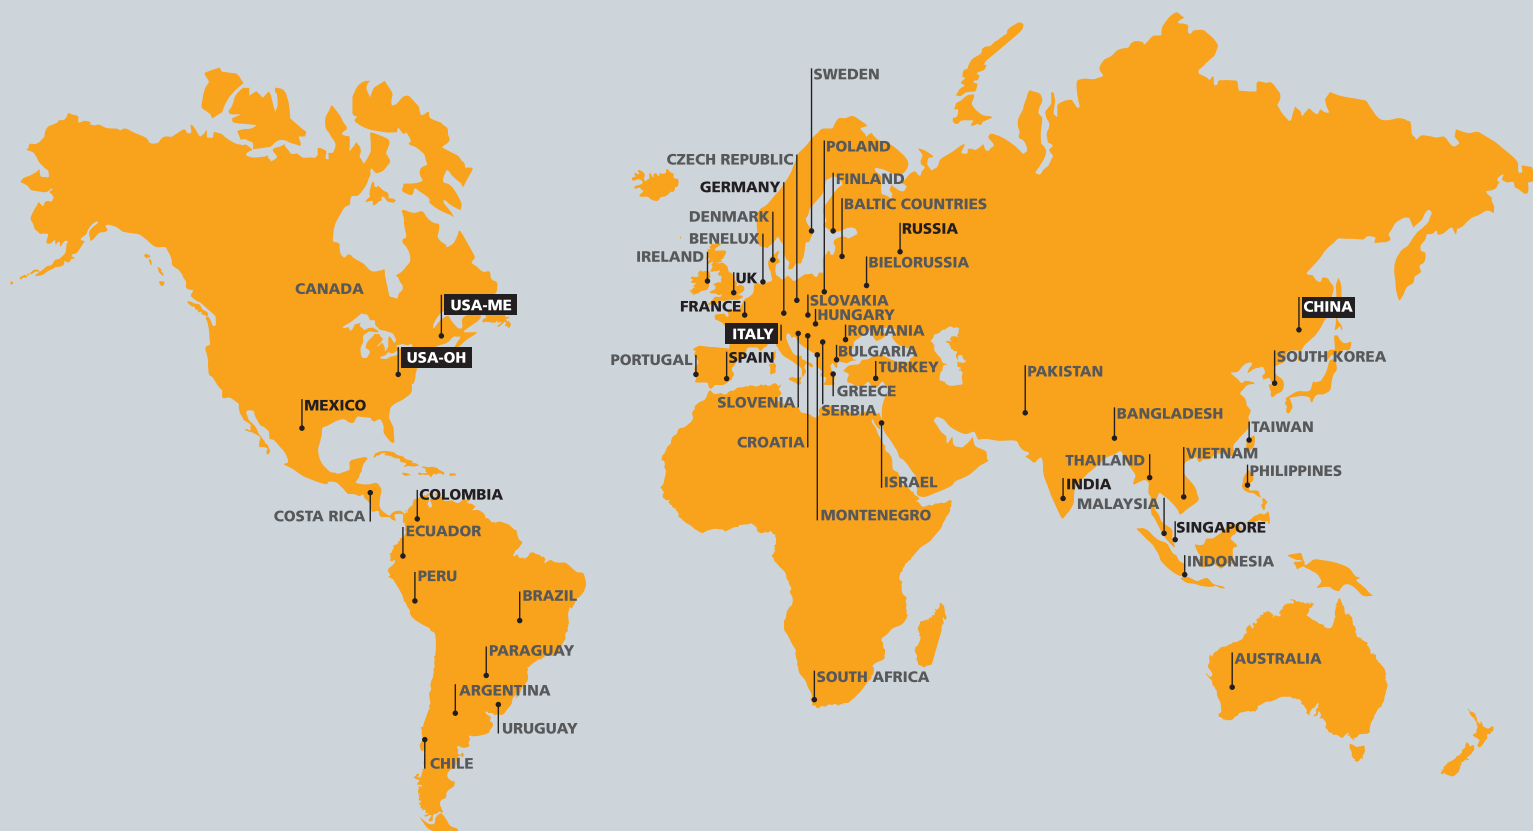 SWEDEN
POLAND
CZECH REPUBLIC
FINLAND
GERMANY
BALTIC COUNTRIES
DENMARK
RUSSIA
BENELUX
IRELAND
BIELORUSSIA
UK
CANADA
USA-ME
FRANCE
SLOVAKIA
CHINA
HUNGARY
ITALY
ROMANIA
USA-OH
PORTUGAL
SPAIN
BULGARIA
SOUTH KOREA
TURKEY
PAKISTAN
GREECE
MEXICO
SLOVENIA
SERBIA
BANGLADESH
TAIWAN
CROATIA
VIETNAM
THAILAND
PHILIPPINES
ISRAEL
INDIA
COLOMBIA
MALAYSIA
COSTA RICA
MONTENEGRO
SINGAPORE
ECUADOR
INDONESIA
PERU
BRAZIL
PARAGUAY
AUSTRALIA
SOUTH AFRICA
ARGENTINA
URUGUAY
CHILE